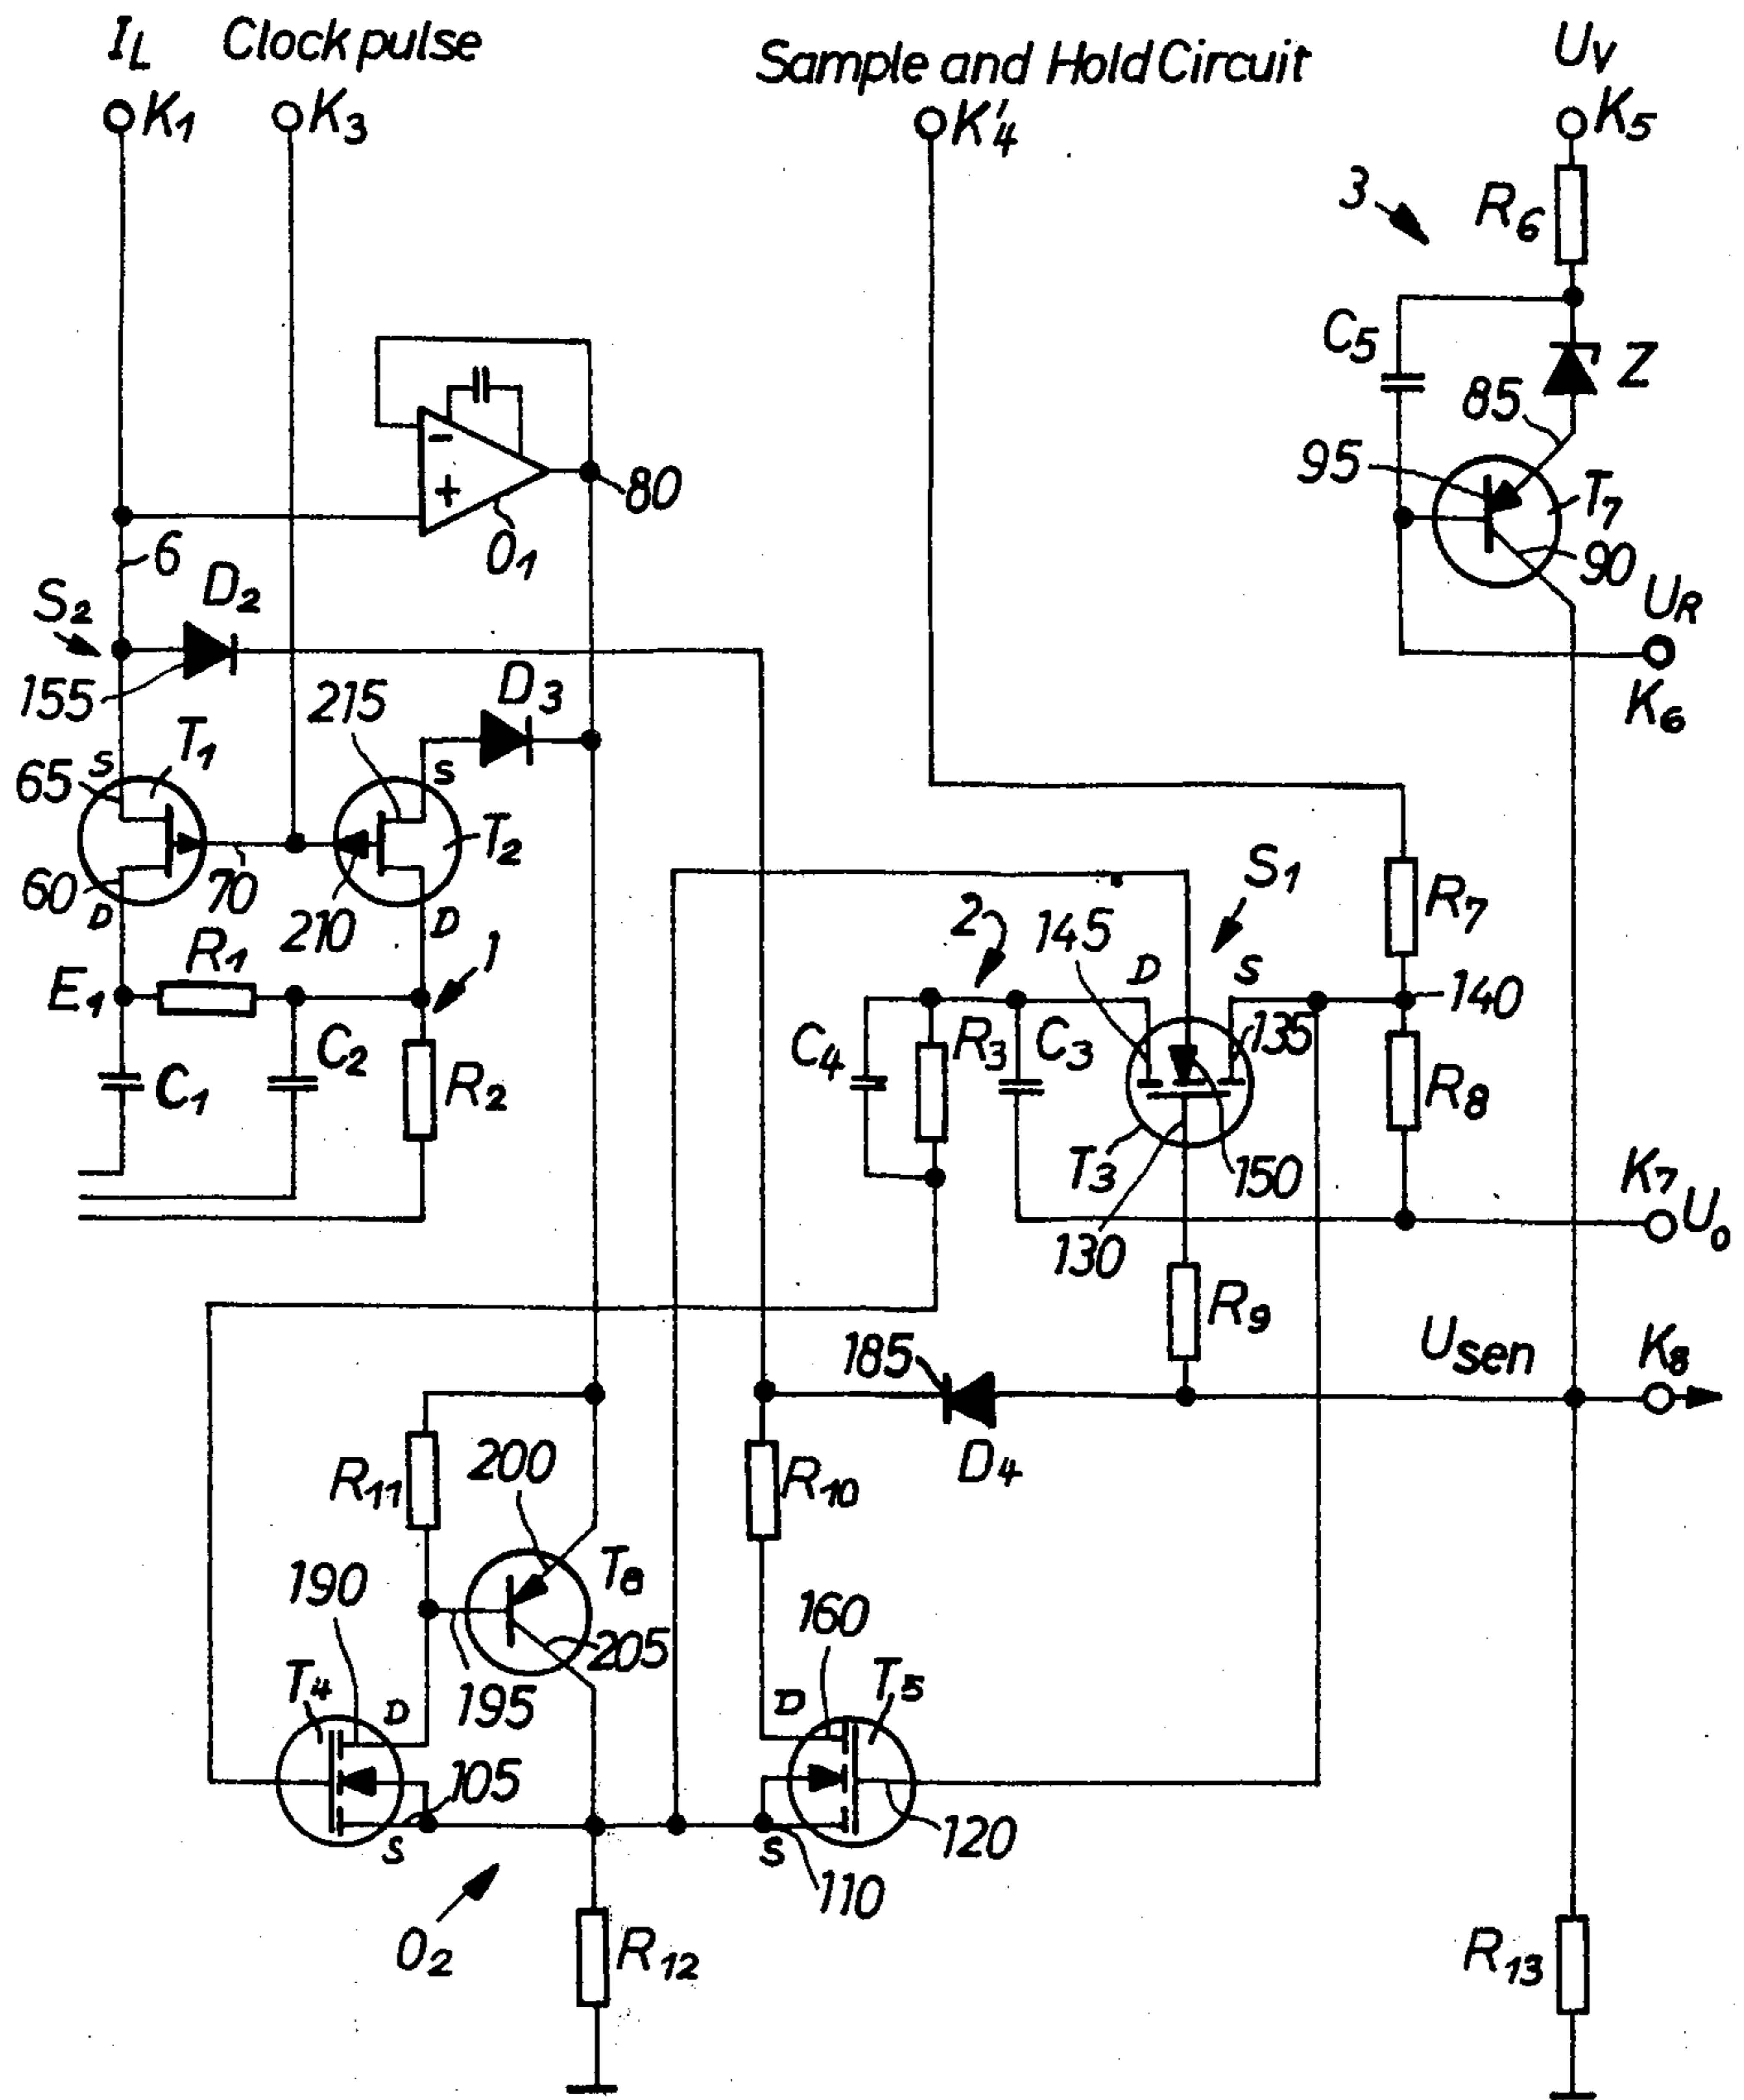 I_L Clock pulse
Sample and Hold Circuit
U_V
K_1 K_3 K'_4 K_5
3 R_6
C_5 Z
85
95 T_7
90
- +
80
O_1
6
S_2 D_2
155
U_R
K_6
D_3
215
T_1
65 S
S
T_2
60 D
70
210 D
S_1
R_7
2 145
D S
E_1 R_1 1
140
C_1 C_2 R_2
C_4 R_3 C_3
135
R_8
T_3 150
130
K_7
U_0
R_9
185
U_sen K_8
D_4
R_11 200
R_10
190 T_8
160
205
T_4 D 195
D T_5
105
S S
120
110
O_2
R_12
R_13